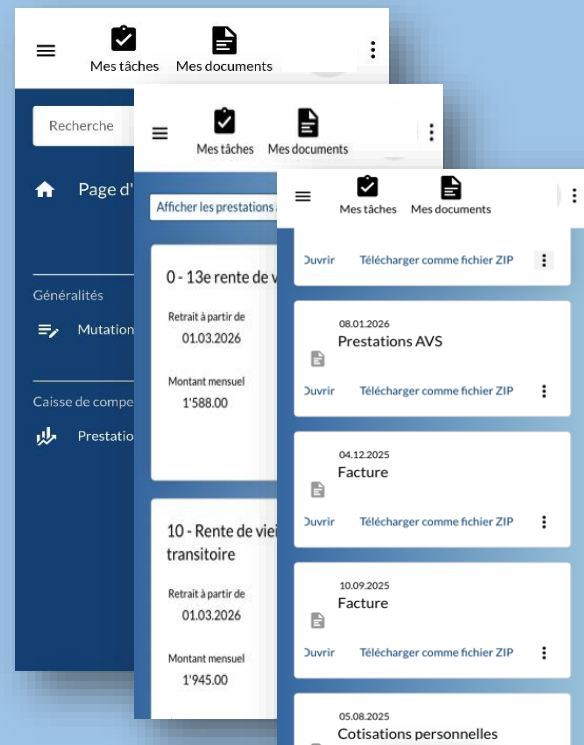 Mes tâches
Mes documents
Recherche
Page d'
Généralités
Mutation
Caisse de compe
Prestatio
Mes tâches
Mes documents
Afficher les prestations
0 - 13e rente de v
Retrait à partir de
01.03.2026
Montant mensuel
1'588.00
10 - Rente de viei
transitoire
Retrait à partir de
01.03.2026
Montant mensuel
1'945.00
Mes tâches
Mes documents
Ouvrir
Télécharger comme fichier ZIP
08.01.2026
Prestations AVS
Ouvrir
Télécharger comme fichier ZIP
04.12.2025
Facture
Ouvrir
Télécharger comme fichier ZIP
10.09.2025
Facture
Ouvrir
Télécharger comme fichier ZIP
05.08.2025
Cotisations personnelles